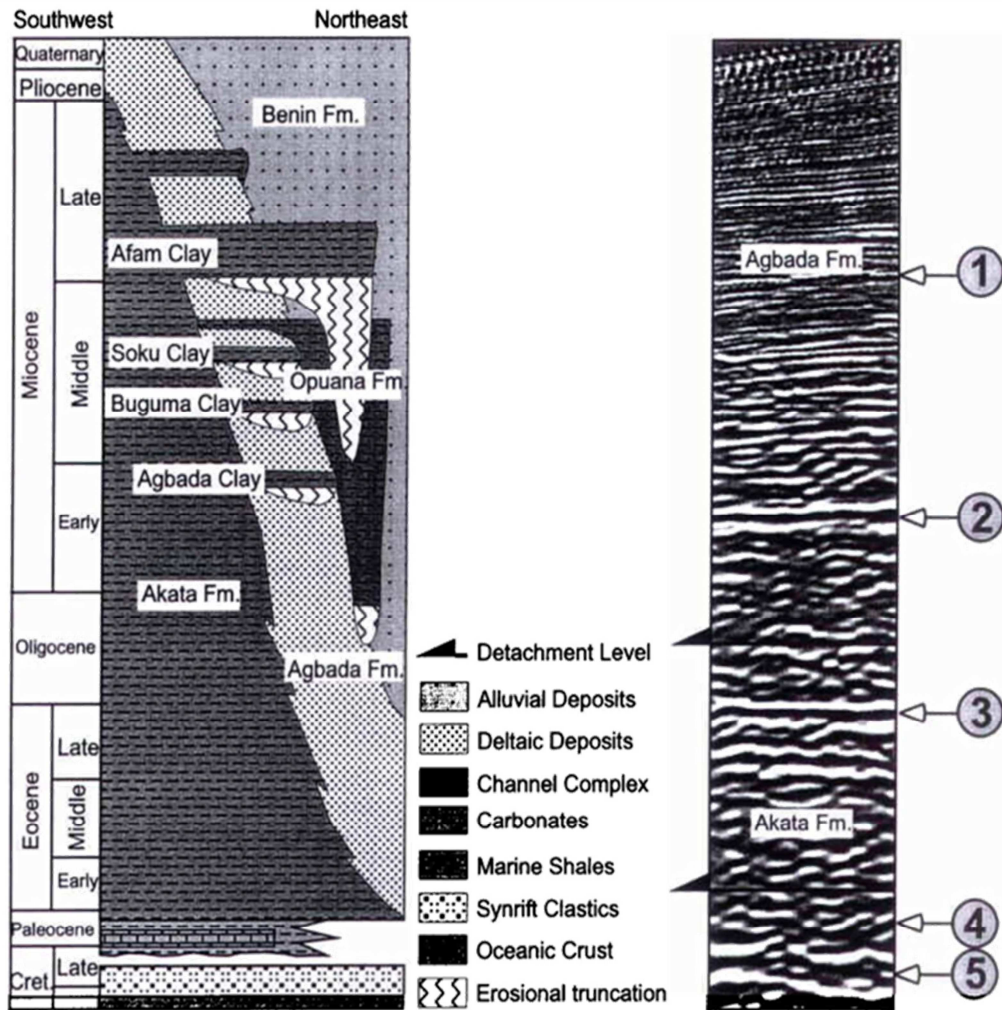 Southwest Northeast
Quaternary
Pliocene
Benin Fm.
Late
Afam Clay
Agbada Fm.
1
Miocene
Middle
Soku Clay
Opuana Fm.
Buguma Clay
Agbada Clay
2
Early
Akata Fm.
Oligocene
Agbada Fm.
Detachment Level
Alluvial Deposits
3
Late
Deltaic Deposits
Eocene
Middle
Channel Complex
Carbonates
Akata Fm.
Early
Marine Shales
Paleocene
Synrift Clastics
4
Late
Cret.
Oceanic Crust
5
Erosional truncation